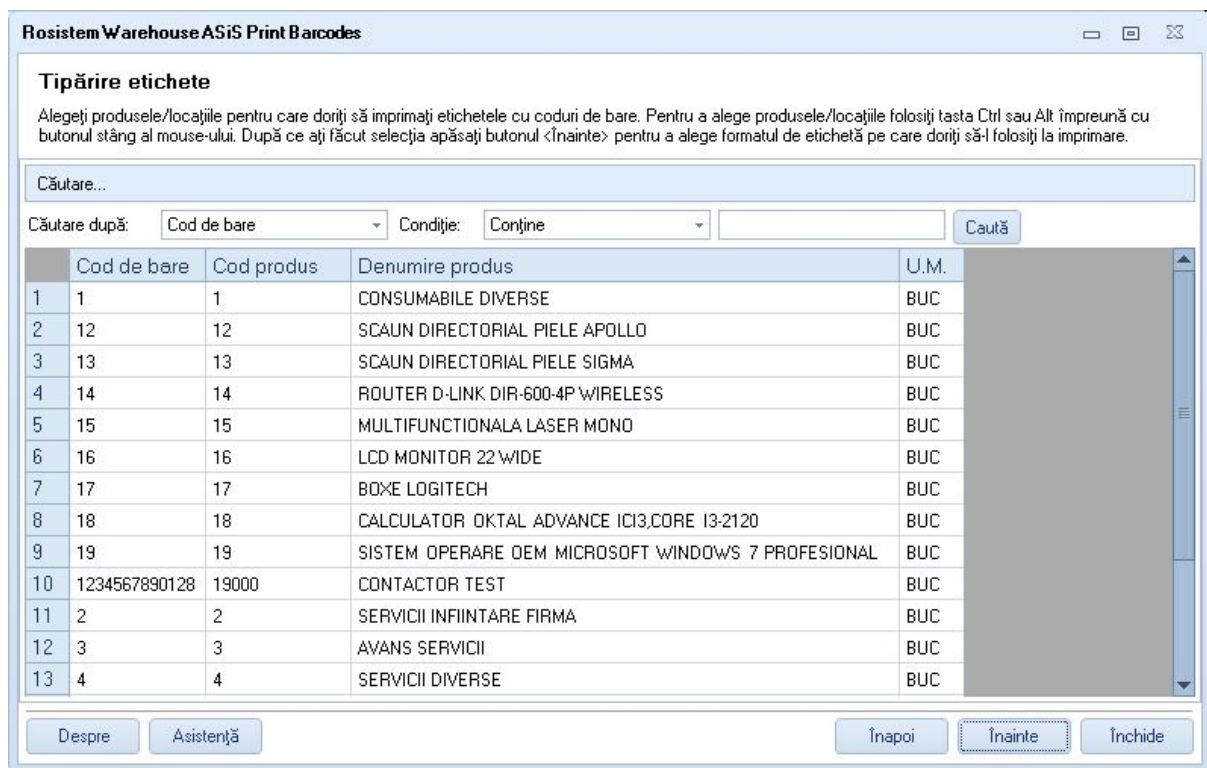 Rosistem Warehouse ASiS Print Barcodes
Tipărire etichete
Alegeţi produsele/locaţiile pentru care doriţi să imprimaţi etichetele cu coduri de bare. Pentru a alege produsele/locaţiile folosiţi tasta Ctrl sau Alt împreună cu
butonul stâng al mouse-ului. După ce aţi făcut selecţia apăsaţi butonul <Înainte> pentru a alege formatul de etichetă pe care doriţi să-l folosiţi la imprimare.
Căutare...
Căutare după: Cod de bare Condiţie: Conţine Caută
Cod de bare Cod produs Denumire produs U.M.
1 1 1 CONSUMABILE DIVERSE BUC
2 12 12 SCAUN DIRECTORIAL PIELE APOLLO BUC
3 13 13 SCAUN DIRECTORIAL PIELE SIGMA BUC
4 14 14 ROUTER D-LINK DIR-600-4P WIRELESS BUC
5 15 15 MULTIFUNCTIONALA LASER MONO BUC
6 16 16 LCD MONITOR 22 WIDE BUC
7 17 17 BOXE LOGITECH BUC
8 18 18 CALCULATOR OKTAL ADVANCE ICI3,CORE I3-2120 BUC
9 19 19 SISTEM OPERARE OEM MICROSOFT WINDOWS 7 PROFESIONAL BUC
10 1234567890128 19000 CONTACTOR TEST BUC
11 2 2 SERVICII INFIINTARE FIRMA BUC
12 3 3 AVANS SERVICII BUC
13 4 4 SERVICII DIVERSE BUC
Despre Asistenţă Înapoi Înainte Închide